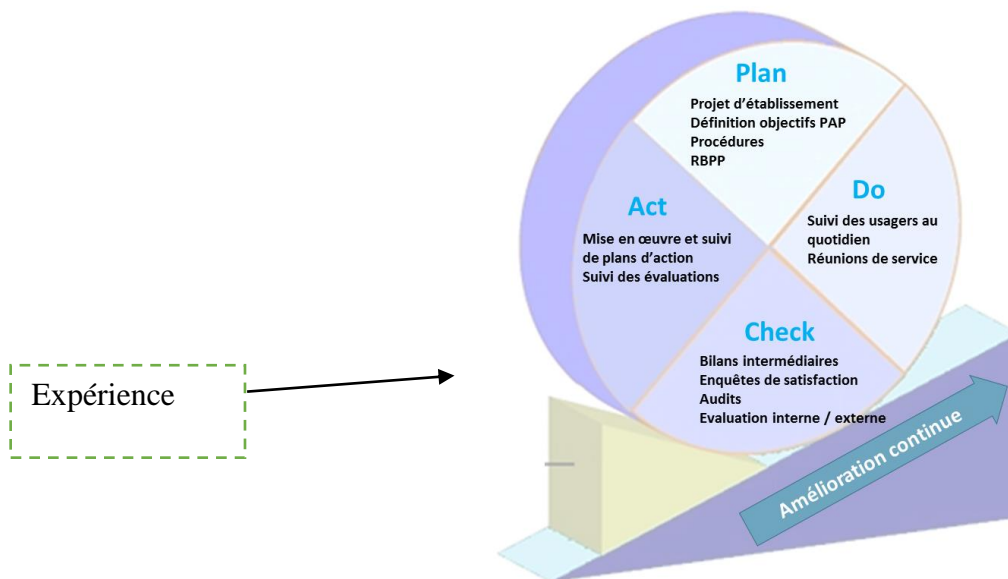 Plan
Projet d'établissement
Définition objectifs PAP
Procédures
RBPP
Do
Suivi des usagers au
quotidien
Réunions de service
Check
Bilans intermédiaires
Enquêtes de satisfaction
Audits
Evaluation interne / externe
Act
Mise en œuvre et suivi
de plans d'action
Suivi des évaluations
Expérience
Amélioration continue